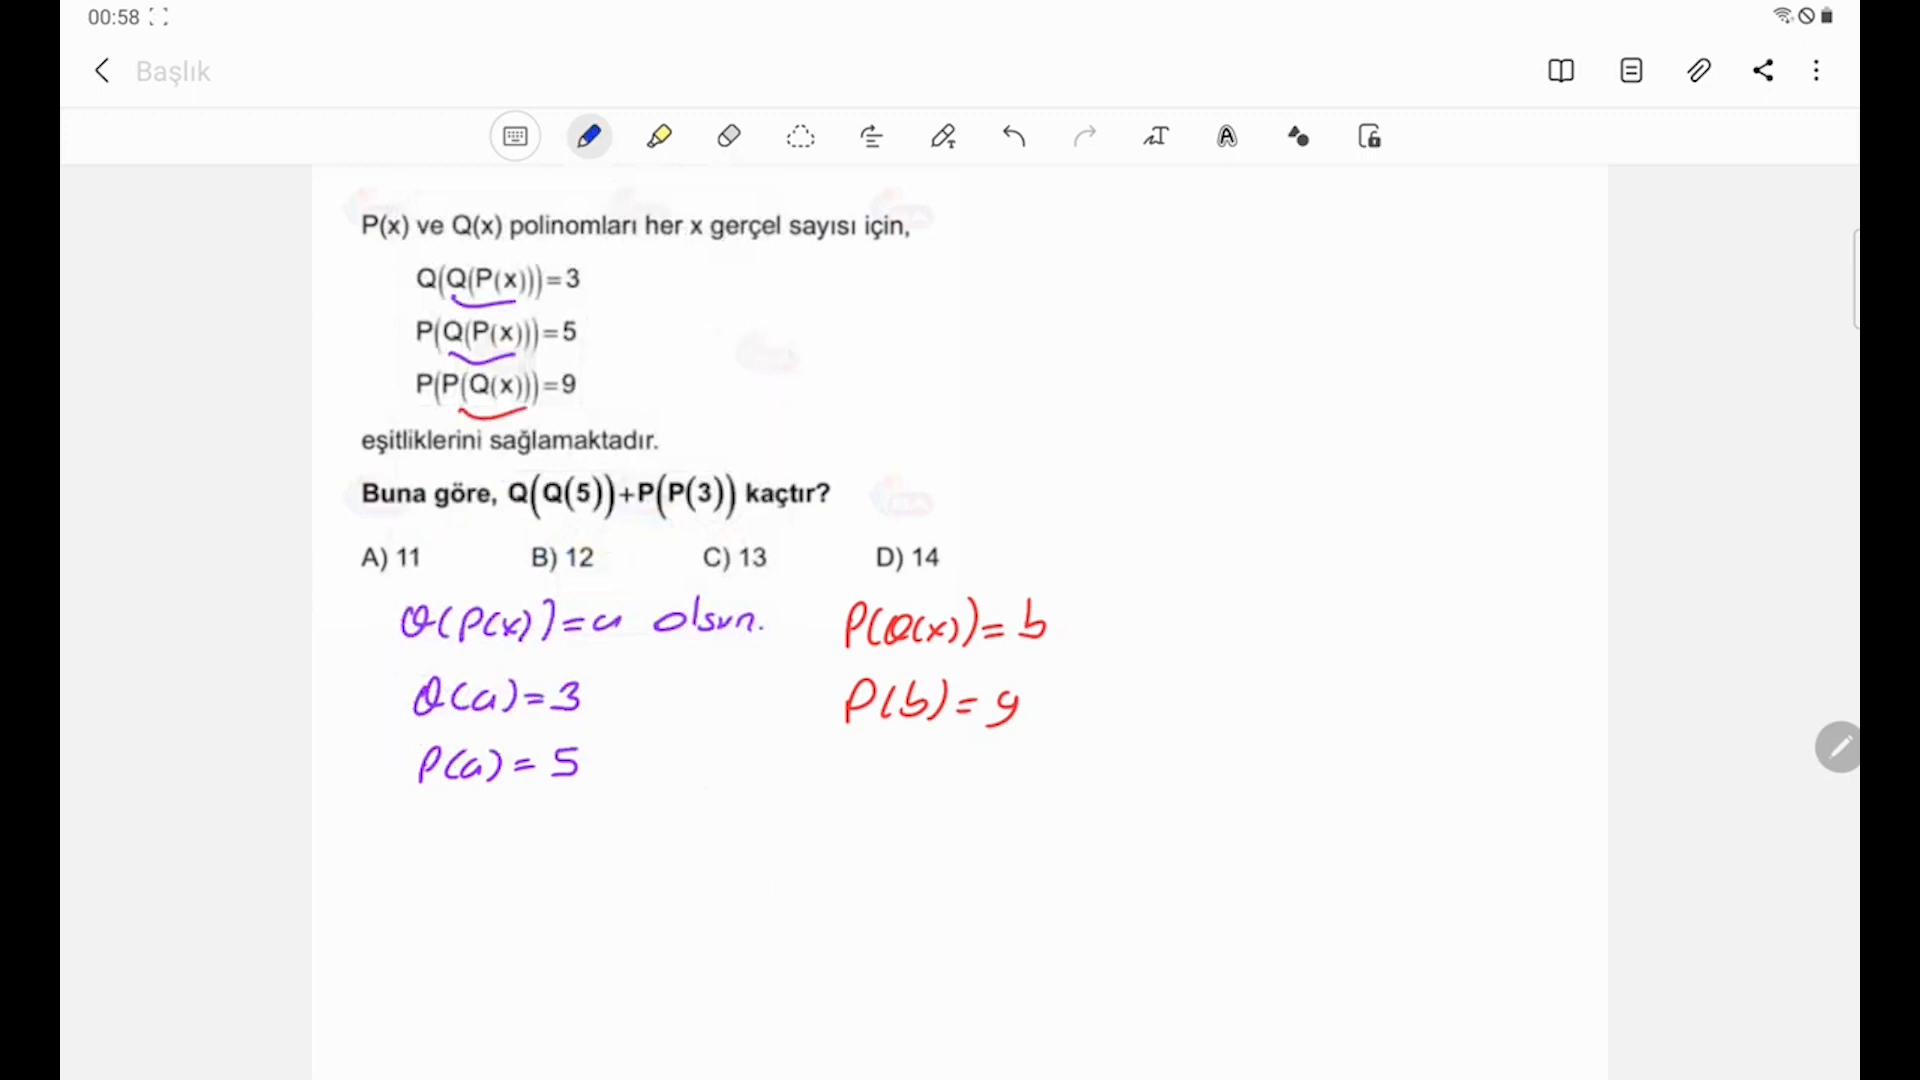 00:58
Başlık
P(x) ve Q(x) polinomları her x gerçel sayısı için,
Q(Q(P(x)))=3
P(Q(P(x)))=5
P(P(Q(x)))=9
eşitliklerini sağlamaktadır.
Buna göre, Q(Q(5))+P(P(3)) kaçtır?
A) 11 B) 12 C) 13 D) 14
Q(P(x))=a olsun. P(Q(x))=b
Q(a)=3 P(b)=9
P(a)=5